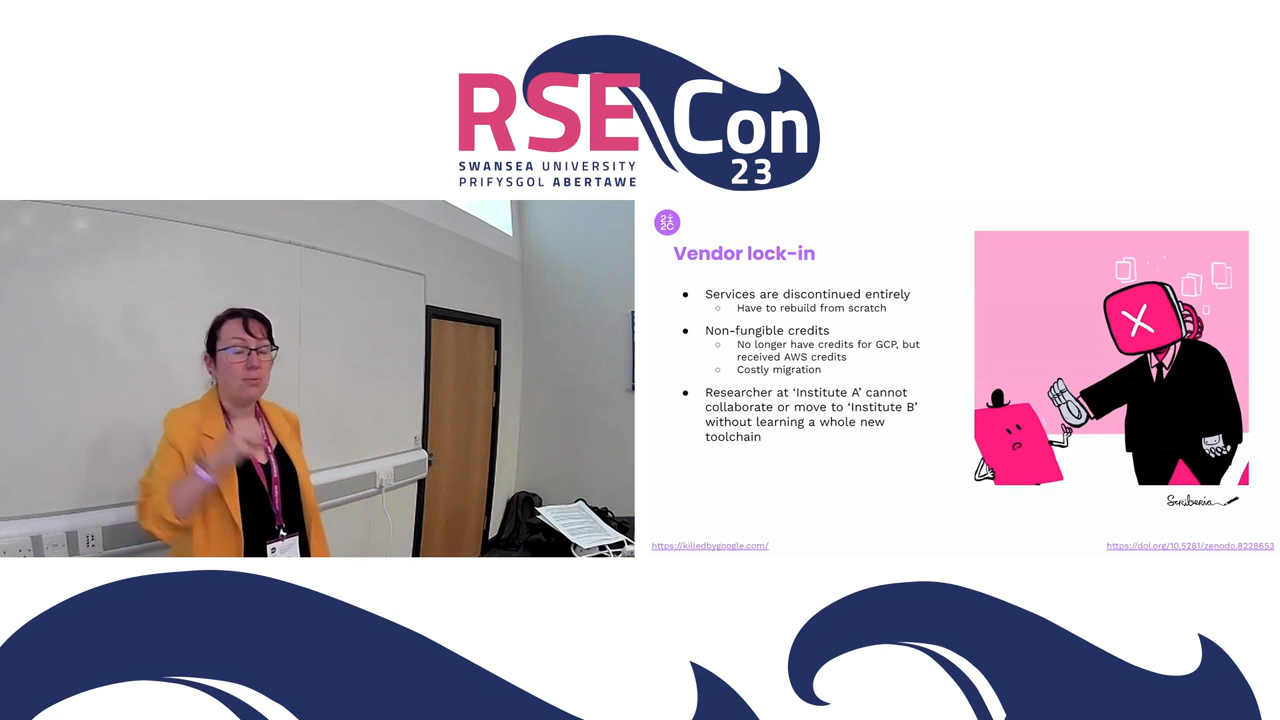 RSE Con
23
SWANSEA UNIVERSITY
PRIFYSGOL ABERTAWE
2i
2C
Vendor lock-in
● Services are discontinued entirely
○ Have to rebuild from scratch
● Non-fungible credits
○ No longer have credits for GCP, but
received AWS credits
○ Costly migration
● Researcher at ‘Institute A’ cannot
collaborate or move to ‘Institute B’
without learning a whole new
toolchain
Scriberia
https://killedbygoogle.com/
https://doi.org/10.5281/zenodo.8228653